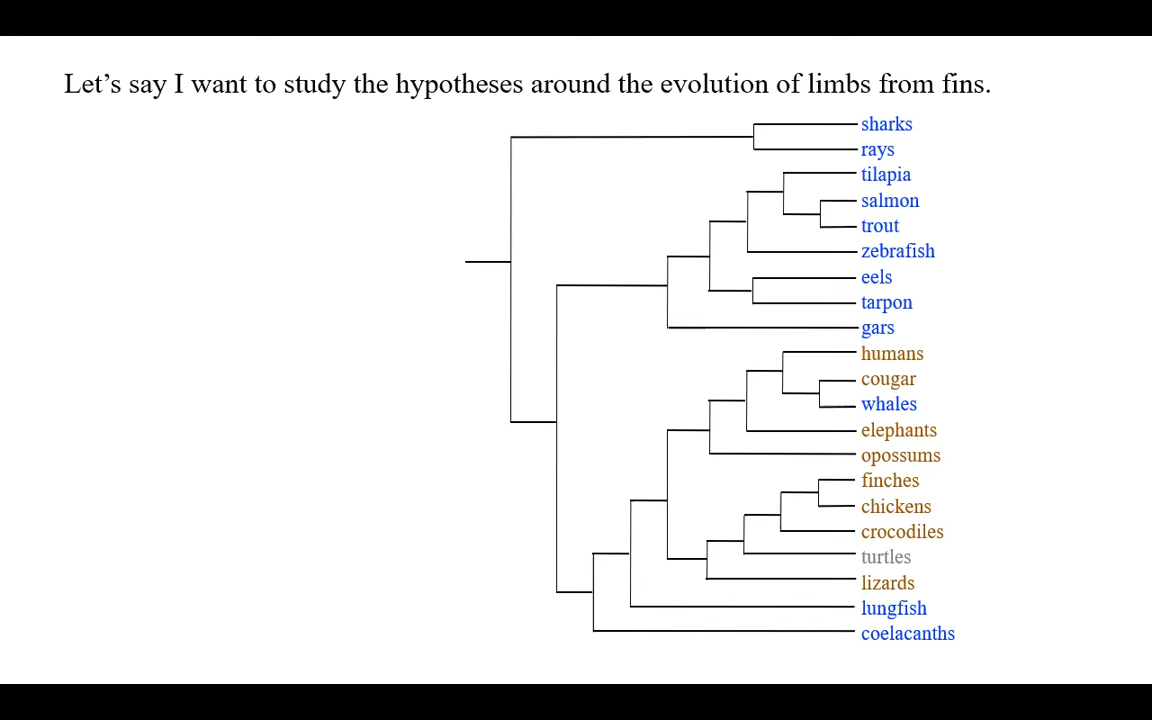 Let’s say I want to study the hypotheses around the evolution of limbs from fins.
sharks
rays
tilapia
salmon
trout
zebrafish
eels
tarpon
gars
humans
cougar
whales
elephants
opossums
finches
chickens
crocodiles
turtles
lizards
lungfish
coelacanths